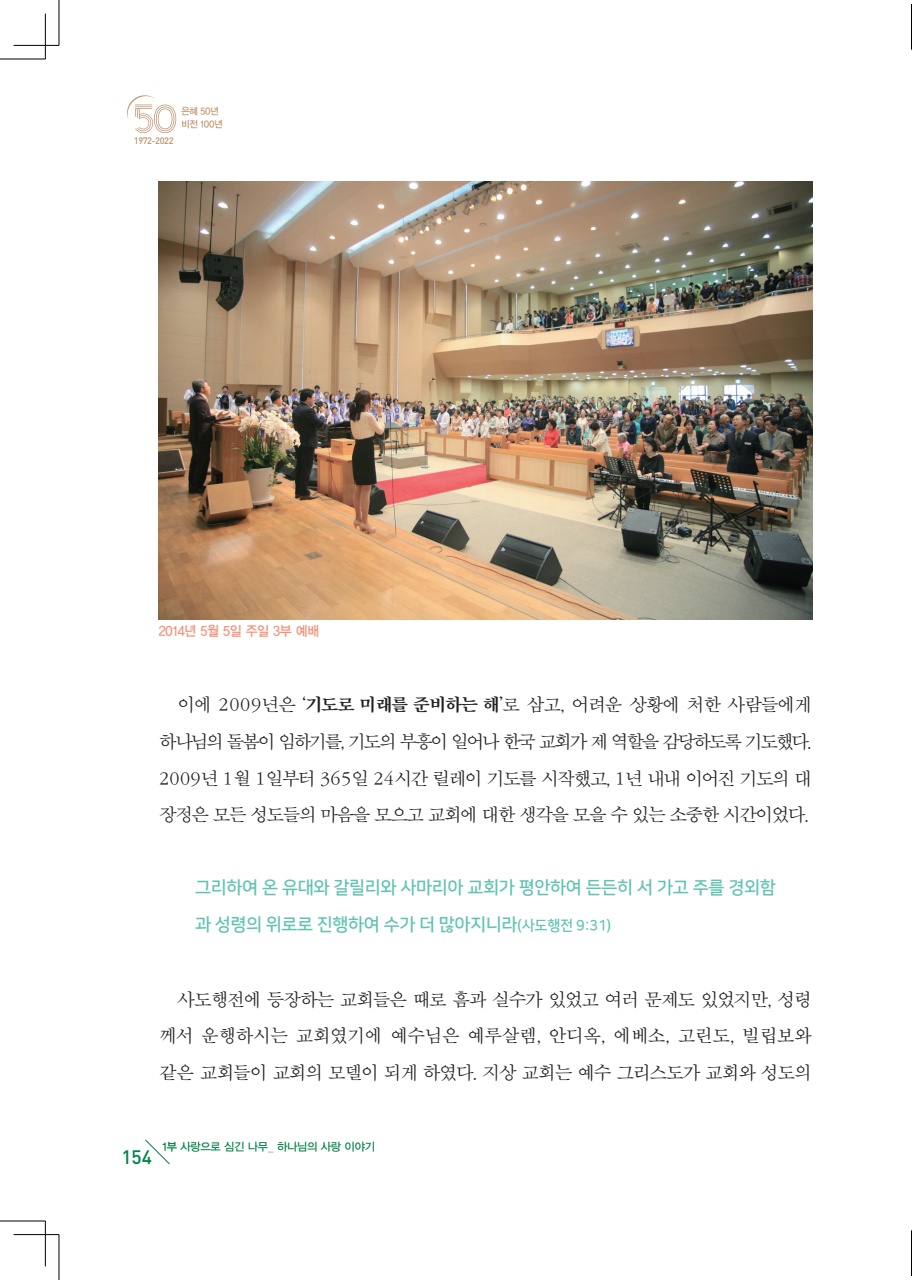 50
은혜 50년
비전 100년
1972-2022
2014년 5월 5일 주일 3부 예배
이에 2009년은 ‘기도로 미래를 준비하는 해’로 삼고, 어려운 상황에 처한 사람들에게
하나님의 돌봄이 임하기를, 기도의 부흥이 일어나 한국 교회가 제 역할을 감당하도록 기도했다.
2009년 1월 1일부터 365일 24시간 릴레이 기도를 시작했고, 1년 내내 이어진 기도의 대
장정은 모든 성도들의 마음을 모으고 교회에 대한 생각을 모을 수 있는 소중한 시간이었다.
그리하여 온 유대와 갈릴리와 사마리아 교회가 평안하여 든든히 서 가고 주를 경외함
과 성령의 위로로 진행하여 수가 더 많아지니라(사도행전 9:31)
사도행전에 등장하는 교회들은 때로 흠과 실수가 있었고 여러 문제도 있었지만, 성령
께서 운행하시는 교회였기에 예수님은 예루살렘, 안디옥, 에베소, 고린도, 빌립보와
같은 교회들이 교회의 모델이 되게 하였다. 지상 교회는 예수 그리스도가 교회와 성도의
154
1부 사랑으로 심긴 나무_ 하나님의 사랑 이야기